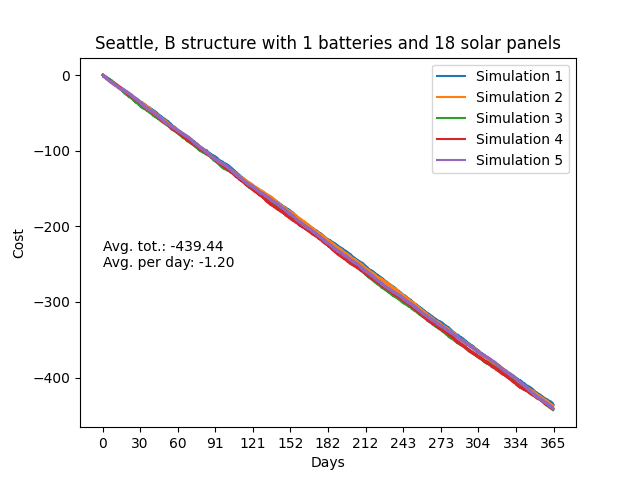 Seattle, B structure with 1 batteries and 18 solar panels
Simulation 1
Simulation 2
Simulation 3
Simulation 4
Simulation 5
0
−100
−200
−300
−400
Cost
Avg. tot.: -439.44
Avg. per day: -1.20
0 30 60 91 121 152 182 212 243 273 304 334 365
Days